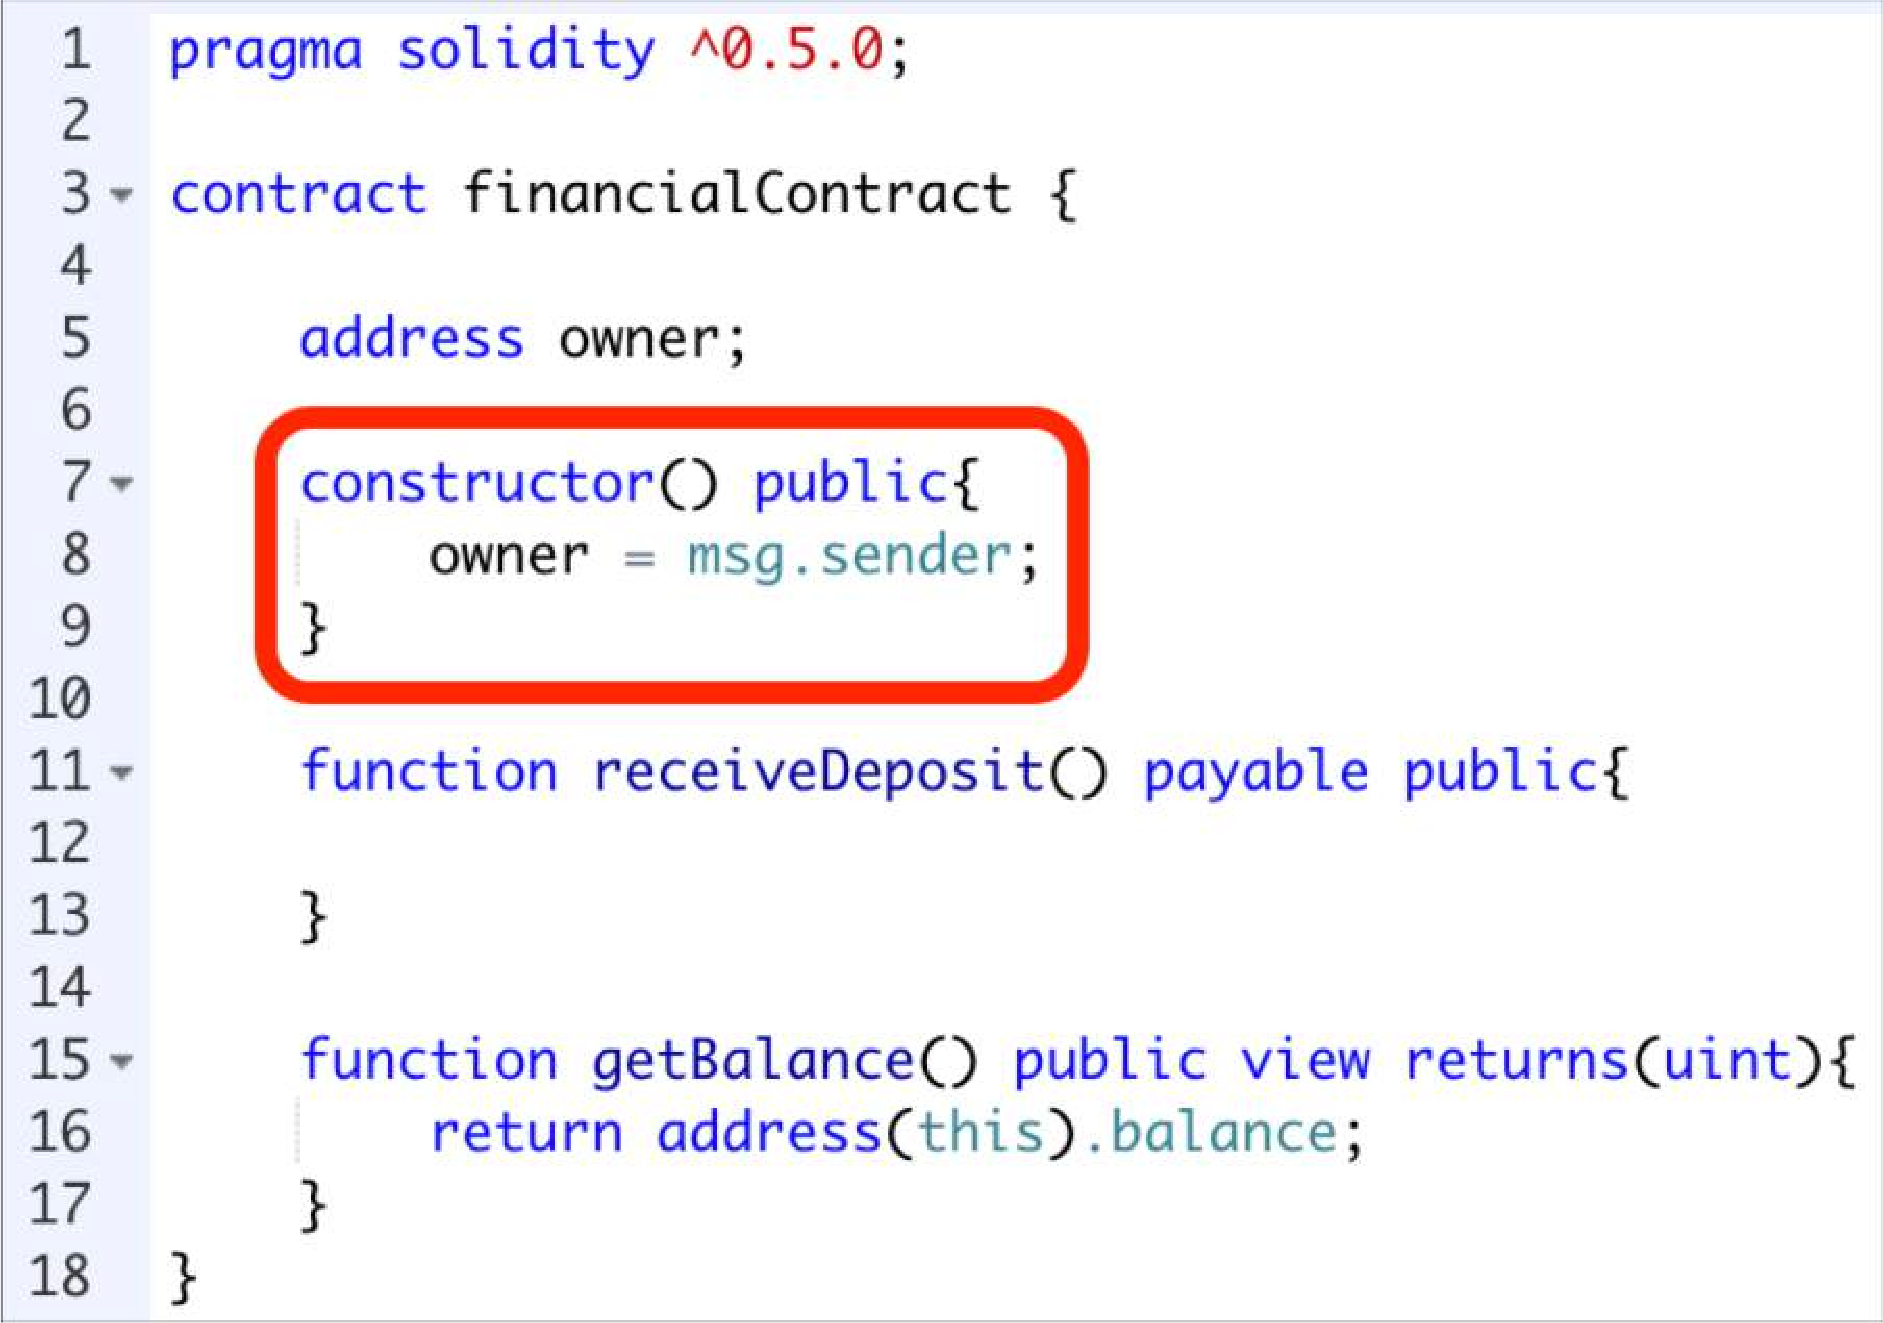 1 pragma solidity ^0.5.0;
2
3 contract financialContract {
4
5 address owner;
6
7 constructor() public{
8 owner = msg.sender;
9 }
10
11 function receiveDeposit() payable public{
12
13 }
14
15 function getBalance() public view returns(uint){
16 return address(this).balance;
17 }
18 }